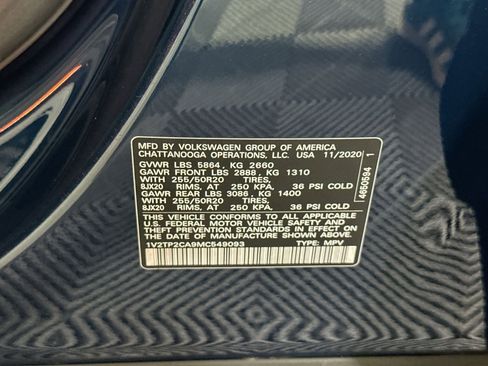 MFD BY VOLKSWAGEN GROUP OF AMERICA
CHATTANOOGA OPERATIONS, LLC. USA 11/2020
GVWR LBS 5864, KG 2660
GAWR FRONT LBS 2888, KG 1310
WITH 255/50R20 TIRES,
8JX20 RIMS, AT 250 KPA, 36 PSI COLD
GAWR REAR LBS 3086, KG 1400
WITH 255/50R20 TIRES,
8JX20 RIMS, AT 250 KPA, 36 PSI COLD
THIS VEHICLE CONFORMS TO ALL APPLICABLE
U.S. FEDERAL MOTOR VEHICLE SAFETY AND
THEFT PREVENTION STANDARDS IN EFFECT ON
THE DATE OF MANUFACTURE SHOWN ABOVE.
1V2TP2CA9MC549093 TYPE: MPV
4650894 1